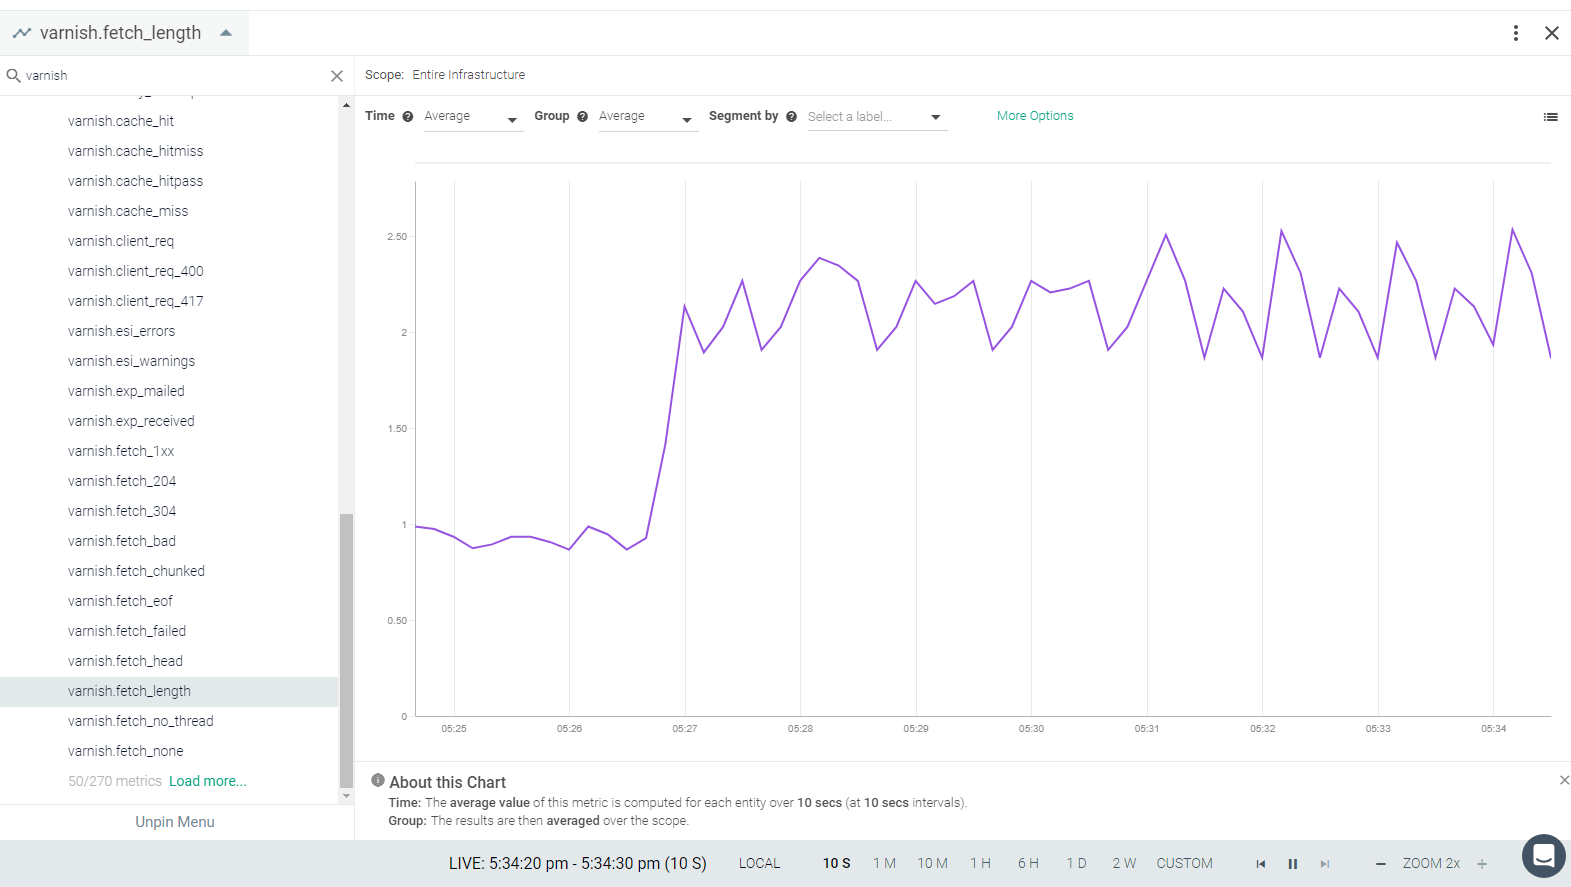 varnish.fetch_length
varnish
Scope: Entire Infrastructure
Time Average Group Average Segment by Select a label... More Options
varnish.cache_hit
varnish.cache_hitmiss
varnish.cache_hitpass
varnish.cache_miss
varnish.client_req
varnish.client_req_400
varnish.client_req_417
varnish.esi_errors
varnish.esi_warnings
varnish.exp_mailed
varnish.exp_received
varnish.fetch_1xx
varnish.fetch_204
varnish.fetch_304
varnish.fetch_bad
varnish.fetch_chunked
varnish.fetch_eof
varnish.fetch_failed
varnish.fetch_head
varnish.fetch_length
varnish.fetch_no_thread
varnish.fetch_none
50/270 metrics Load more...
Unpin Menu
2.50
2
1.50
1
0.50
0
05:25 05:26 05:27 05:28 05:29 05:30 05:31 05:32 05:33 05:34
About this Chart
Time: The average value of this metric is computed for each entity over 10 secs (at 10 secs intervals).
Group: The results are then averaged over the scope.
LIVE: 5:34:20 pm - 5:34:30 pm (10 S) LOCAL 10 S 1 M 10 M 1 H 6 H 1 D 2 W CUSTOM ZOOM 2x